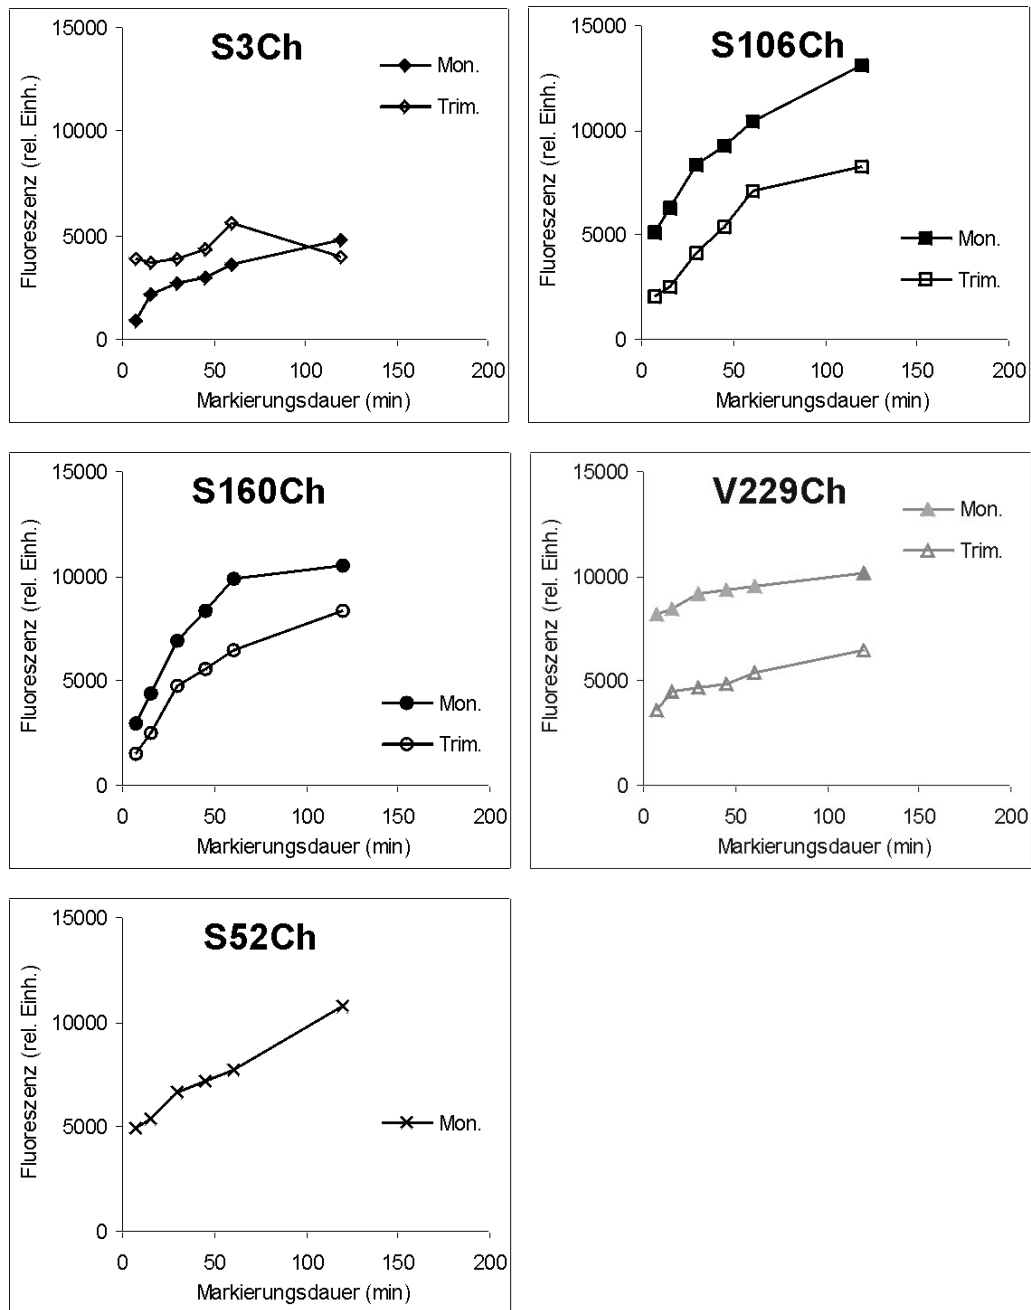 S3Ch
Fluoreszenz (rel. Einh.)
15000
10000
5000
0
0 50 100 150 200
Markierungsdauer (min)
Mon.
Trim.
S106Ch
Fluoreszenz (rel. Einh.)
15000
10000
5000
0
0 50 100 150 200
Markierungsdauer (min)
Mon.
Trim.
S160Ch
Fluoreszenz (rel. Einh.)
15000
10000
5000
0
0 50 100 150 200
Markierungsdauer (min)
Mon.
Trim.
V229Ch
Fluoreszenz (rel. Einh.)
15000
10000
5000
0
0 50 100 150 200
Markierungsdauer (min)
Mon.
Trim.
S52Ch
Fluoreszenz (rel. Einh.)
15000
10000
5000
0
0 50 100 150 200
Markierungsdauer (min)
Mon.